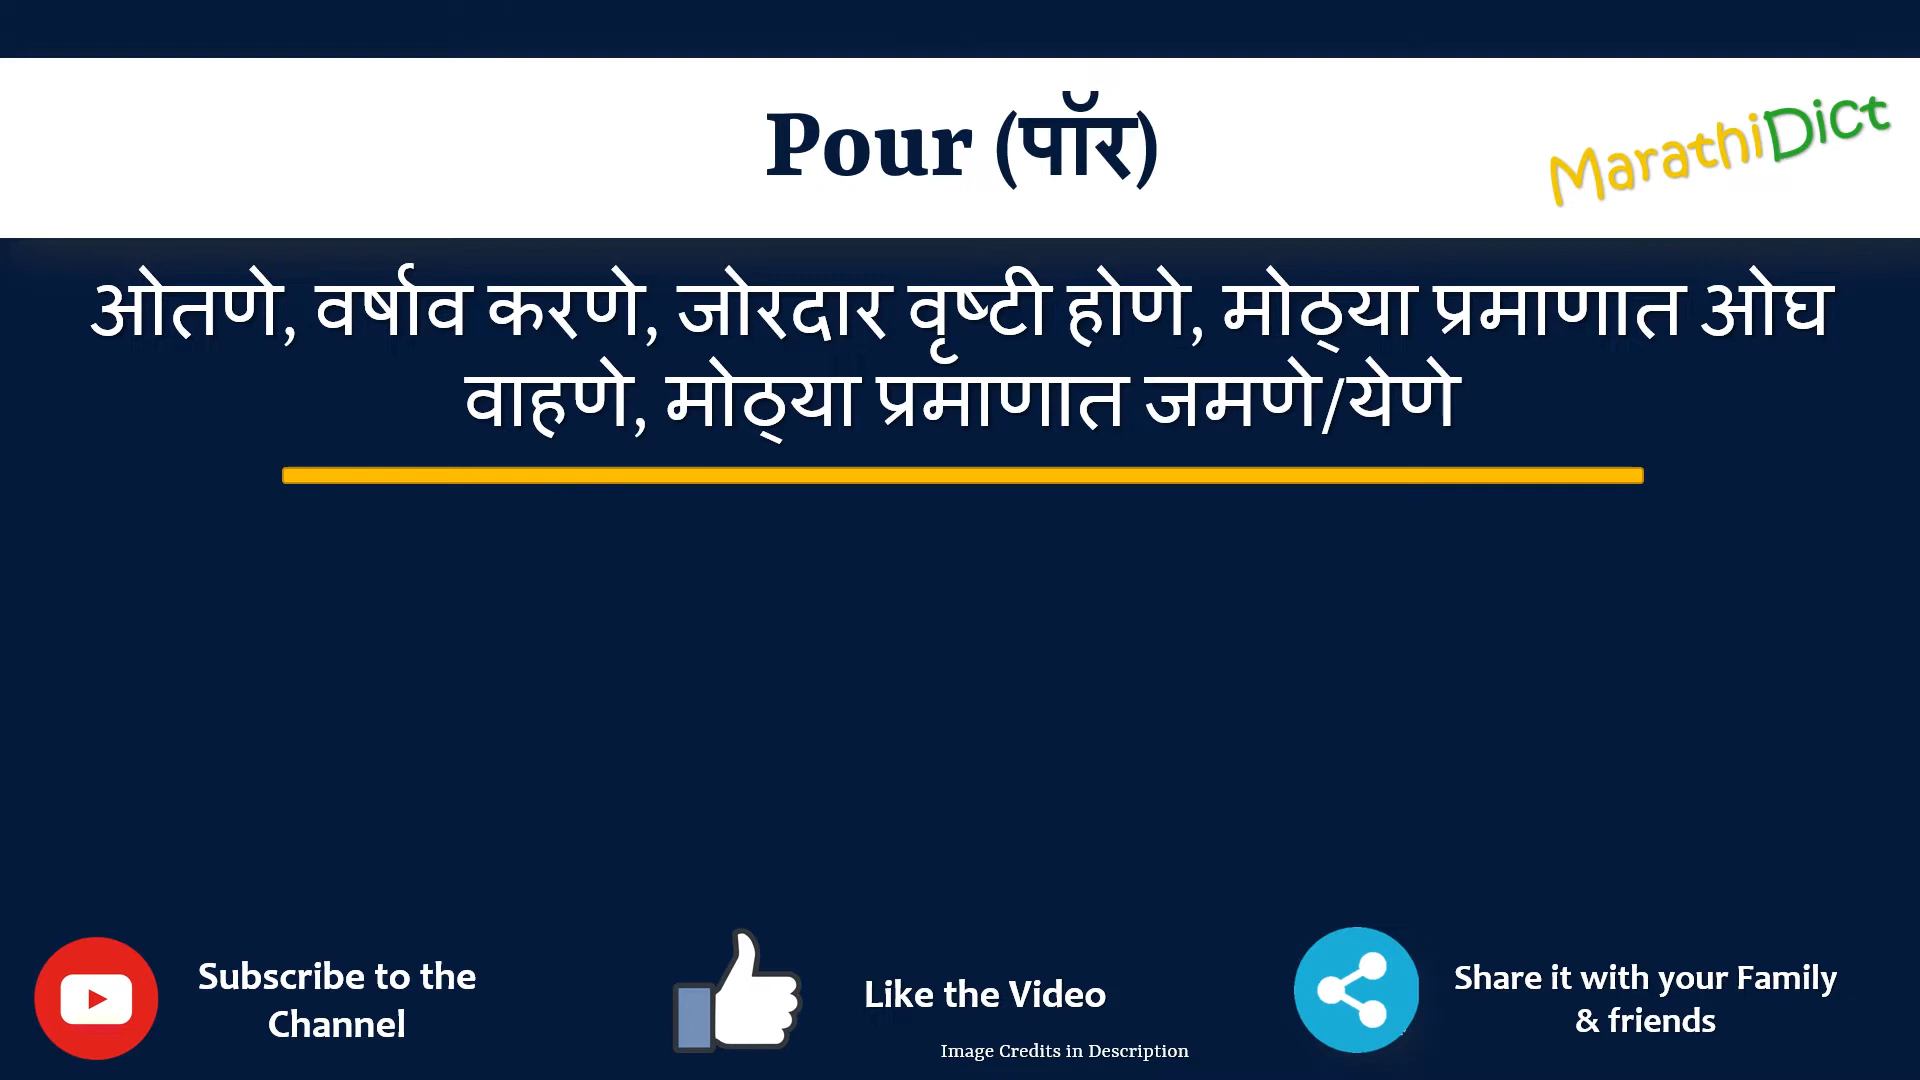 Pour (पॉर)
MarathiDict
ओतणे, वर्षाव करणे, जोरदार वृष्टी होणे, मोठ्या प्रमाणात ओघ
वाहणे, मोठ्या प्रमाणात जमणे/येणे
Subscribe to the
Channel
Like the Video
Share it with your Family
& friends
Image Credits in Description